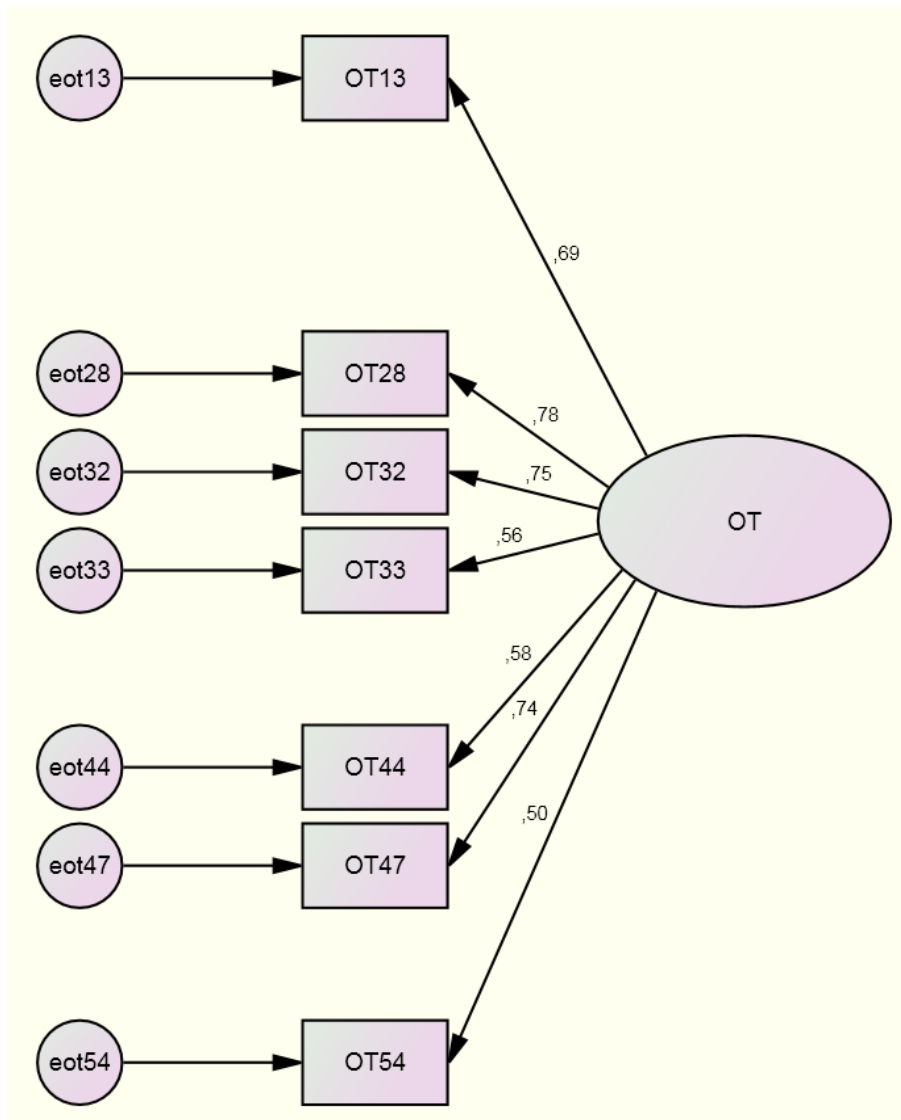 eot13 OT13
,69
eot28 OT28
,78
eot32 OT32
,75
OT
eot33 OT33
,56
,58
eot44 OT44
,74
eot47 OT47
,50
eot54 OT54